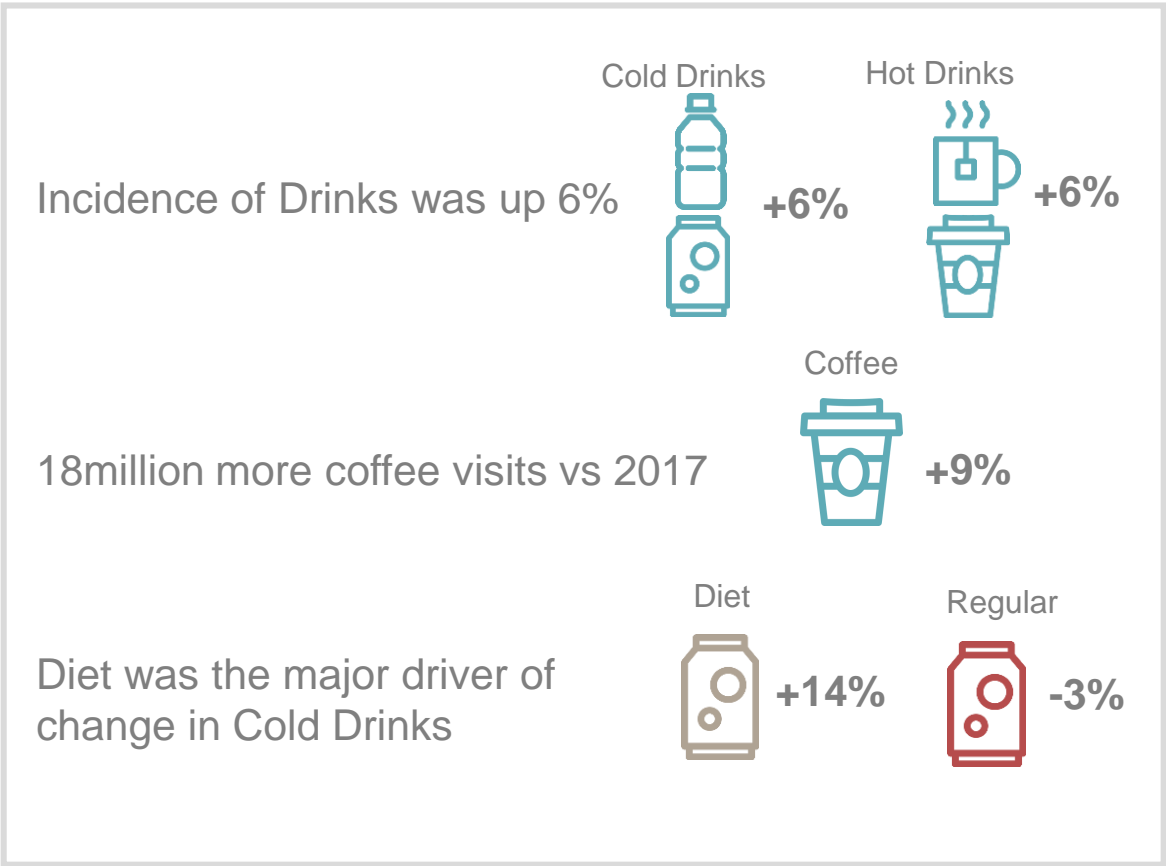 Cold Drinks
Hot Drinks
Incidence of Drinks was up 6%
+6%
+6%
Coffee
18million more coffee visits vs 2017
+9%
Diet
Regular
Diet was the major driver of
change in Cold Drinks
+14%
-3%